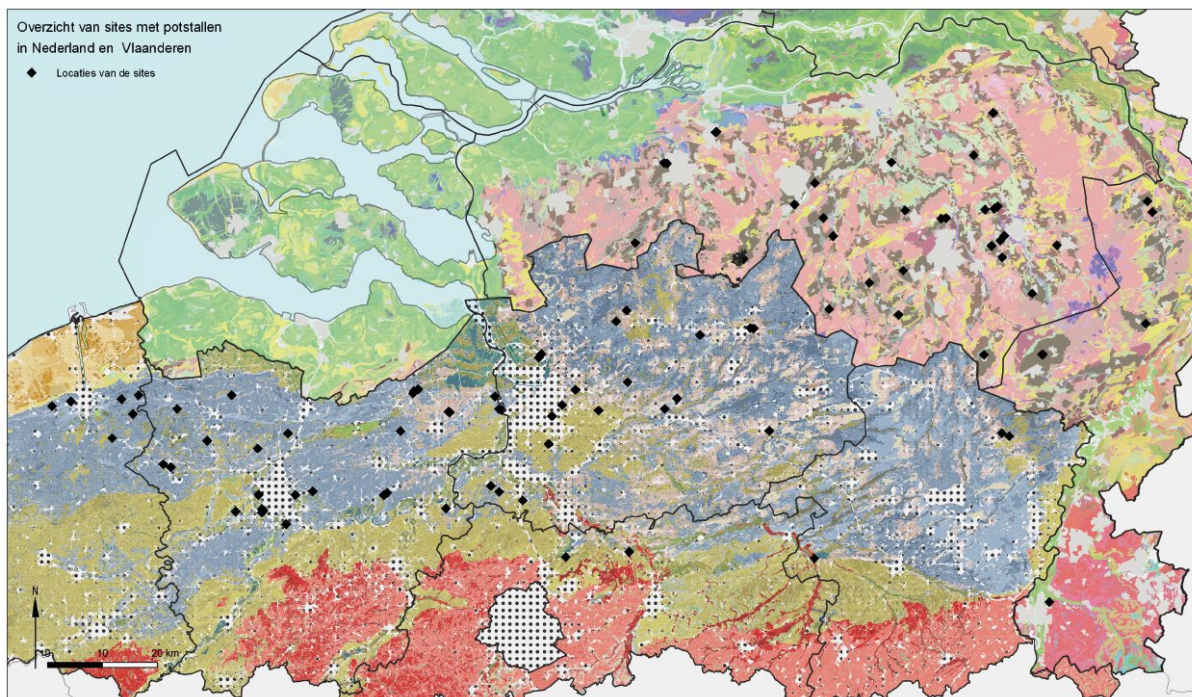 Overzicht van sites met potstallen
in Nederland en Vlaanderen
Locaties van de sites
N
0 10 20 km